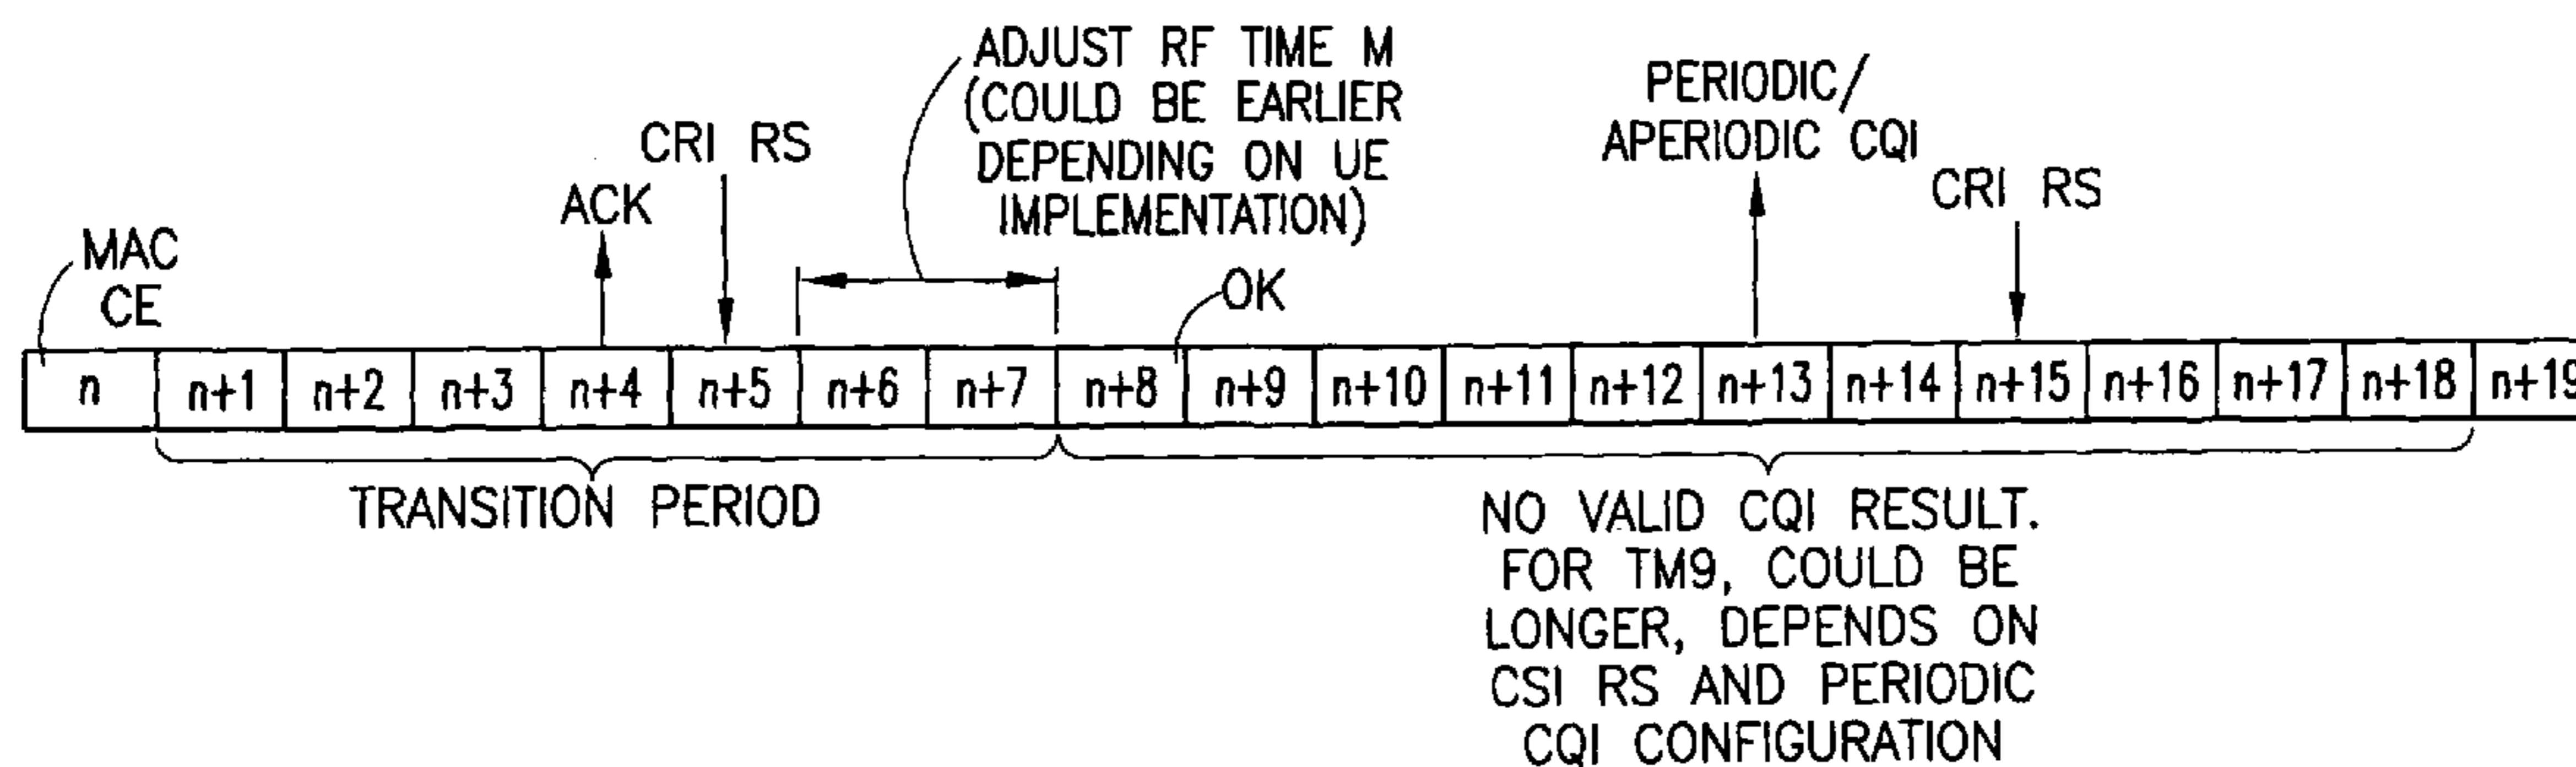 ADJUST RF TIME M
(COULD BE EARLIER
DEPENDING ON UE
IMPLEMENTATION)
PERIODIC/
APERIODIC CQI
CRI RS
CRI RS
ACK
MAC
CE
OK
n n+1 n+2 n+3 n+4 n+5 n+6 n+7 n+8 n+9 n+10 n+11 n+12 n+13 n+14 n+15 n+16 n+17 n+18 n+19
TRANSITION PERIOD
NO VALID CQI RESULT.
FOR TM9, COULD BE
LONGER, DEPENDS ON
CSI RS AND PERIODIC
CQI CONFIGURATION